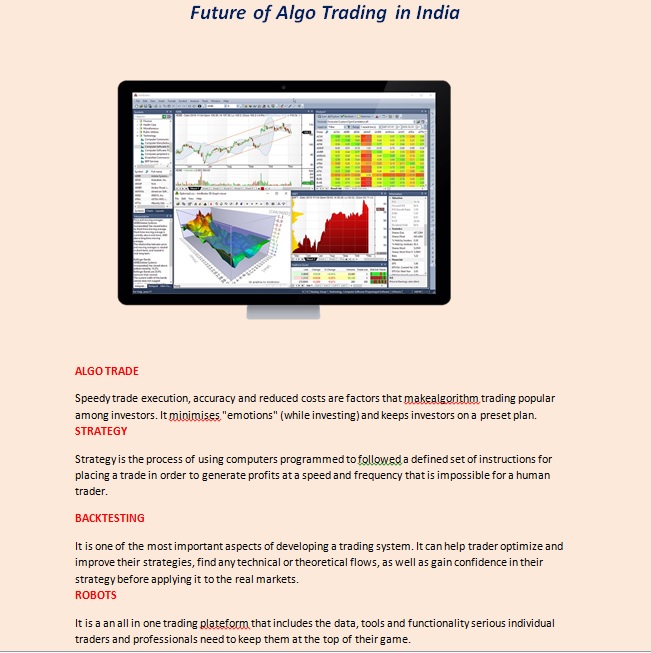 Future of Algo Trading in India
ALGO TRADE
Speedy trade execution, accuracy and reduced costs are factors that makealgorithm trading popular
among investors. It minimises "emotions" (while investing) and keeps investors on a preset plan.
STRATEGY
Strategy is the process of using computers programmed to followed a defined set of instructions for
placing a trade in order to generate profits at a speed and frequency that is impossible for a human
trader.
BACKTESTING
It is one of the most important aspects of developing a trading system. It can help trader optimize and
improve their strategies, find any technical or theoretical flows, as well as gain confidence in their
strategy before applying it to the real markets.
ROBOTS
It is a an all in one trading plateform that includes the data, tools and functionality serious individual
traders and professionals need to keep them at the top of their game.